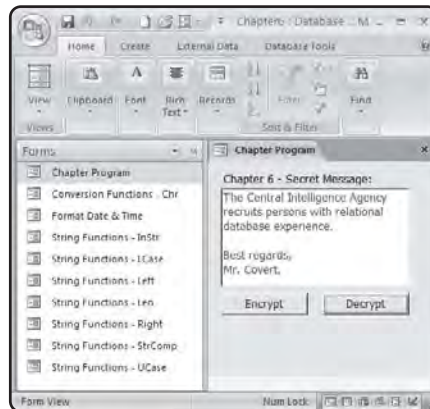 Chapter6 : Database ... M
Home Create External Data Database Tools
View Clipboard Font Rich Text Records Filter Find
Views Sort & Filter
Forms
Chapter Program
Conversion Functions - Chr
Format Date & Time
String Functions - InStr
String Functions - LCase
String Functions - Left
String Functions - Len
String Functions - Right
String Functions - StrComp
String Functions - UCase
Chapter Program
Chapter 6 - Secret Message:
The Central Intelligence Agency
recruits persons with relational
database experience.
Best regards,
Mr. Covert.
Encrypt Decrypt
Form View Num Lock